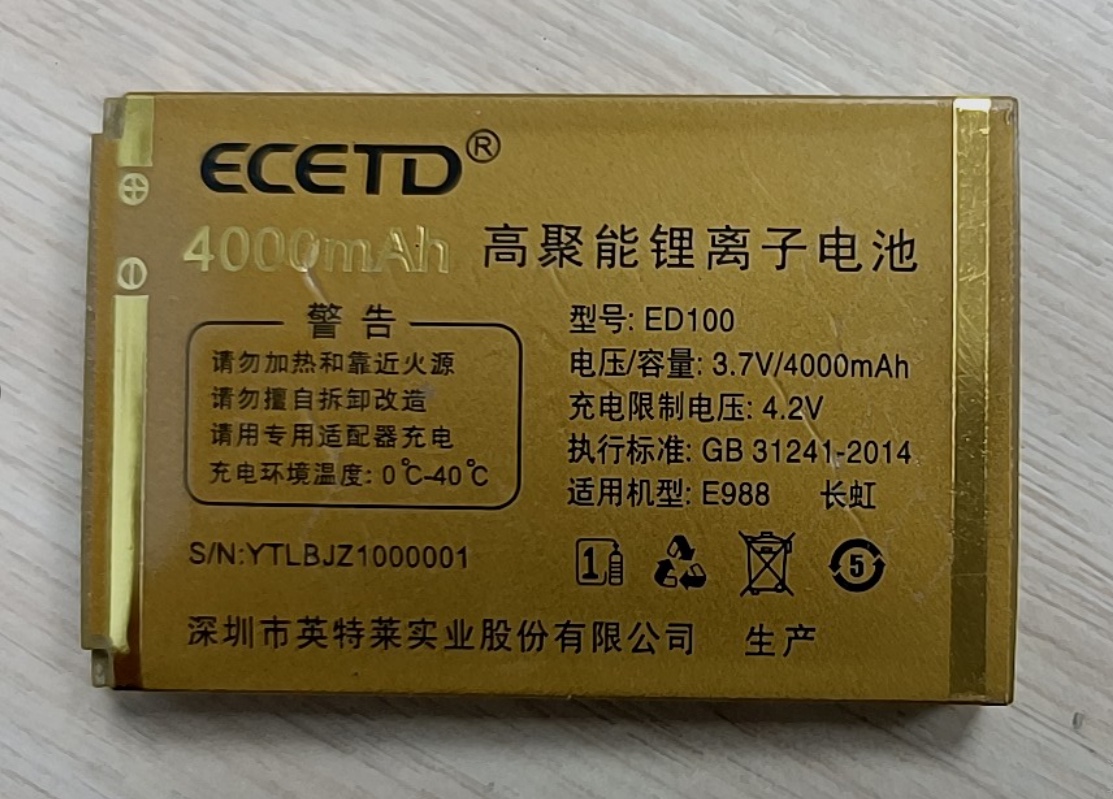 ECETD®
4000mAh 高聚能锂离子电池
警告
请勿加热和靠近火源
请勿擅自拆卸改造
请用专用适配器充电
充电环境温度: 0℃-40℃
型号: ED100
电压/容量: 3.7V/4000mAh
充电限制电压: 4.2V
执行标准: GB 31241-2014
适用机型: E988 长虹
S/N:YTLBJZ1000001
1
5
深圳市英特莱实业股份有限公司 生产